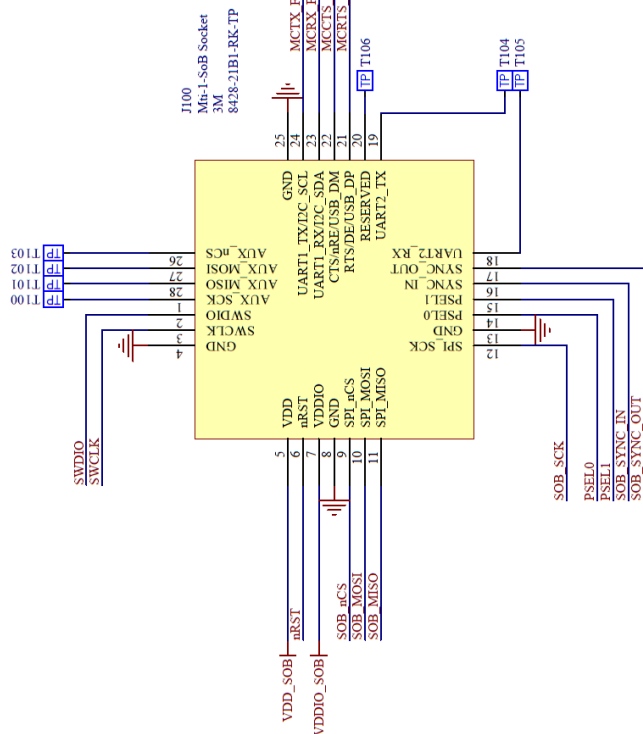 J100
Mti-1-SoB Socket
3M
8428-21B1-RK-TP
MCTX_
MCRX_
MCCTS
MCRTS
TP T106
TP T104
TP T105
25
24
23
22
21
20
19
GND
UART1_TX/I2C_SCL
UART1_RX/I2C_SDA
CTS/nRE/USB_DM
RTS/DE/USB_DP
RESERVED
UART2_TX
T103 TP
T102 TP
T101 TP
T100 TP
26
27
28
1
2
3
4
AUX_nCS
AUX_MOSI
AUX_MISO
AUX_SCK
SWDIO
SWCLK
GND
UART2_RX
SYNC_OUT
SYNC_IN
PSEL1
PSEL0
GND
SPI_SCK
18
17
16
15
14
13
12
VDD
nRST
VDDIO
GND
SPI_nCS
SPI_MOSI
SPI_MISO
5
6
7
8
9
10
11
SWDIO
SWCLK
SOB_SCK
PSEL0
PSEL1
SOB_SYNC_IN
SOB_SYNC_OUT
nRST
SOB_nCS
SOB_MOSI
SOB_MISO
VDD_SOB
VDDIO_SOB